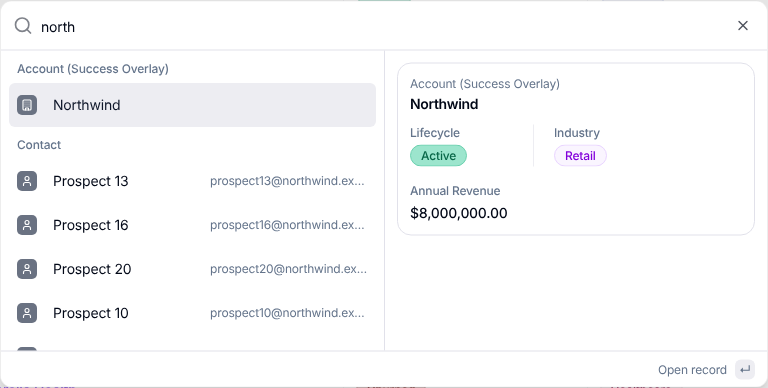 north
Account (Success Overlay)
Northwind
Contact
Prospect 13 prospect13@northwind.ex...
Prospect 16 prospect16@northwind.ex...
Prospect 20 prospect20@northwind.ex...
Prospect 10 prospect10@northwind.ex...
Account (Success Overlay)
Northwind
Lifecycle Industry
Active Retail
Annual Revenue
$8,000,000.00
Open record